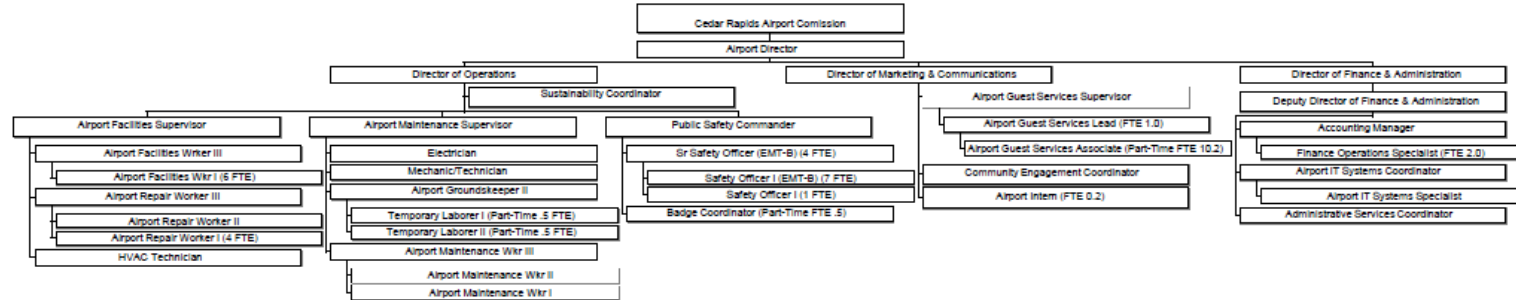 Cedar Rapids Airport Comission
Airport Director
Director of Operations
Director of Marketing & Communications
Director of Finance & Administration
Sustainability Coordinator
Airport Guest Services Supervisor
Deputy Director of Finance & Administration
Airport Facilities Supervisor
Airport Maintenance Supervisor
Public Safety Commander
Airport Guest Services Lead (FTE 1.0)
Accounting Manager
Airport Facilities Wrker III
Electrician
Sr Safety Officer (EMT-B) (4 FTE)
Airport Guest Services Associate (Part-Time FTE 10.2)
Finance Operations Specialist (FTE 2.0)
Airport Facilities Wkr I (6 FTE)
Mechanic/Technician
Safety Officer I (EMT-B) (7 FTE)
Community Engagement Coordinator
Airport IT Systems Coordinator
Airport Repair Worker III
Airport Groundskeeper II
Safety Officer I (1 FTE)
Airport Intern (FTE 0.2)
Airport IT Systems Specialist
Airport Repair Worker II
Temporary Laborer I (Part-Time .5 FTE)
Badge Coordinator (Part-Time FTE .5)
Administrative Services Coordinator
Airport Repair Worker I (4 FTE)
Temporary Laborer II (Part-Time .5 FTE)
HVAC Technician
Airport Maintenance Wkr III
Airport Maintenance Wkr II
Airport Maintenance Wkr I